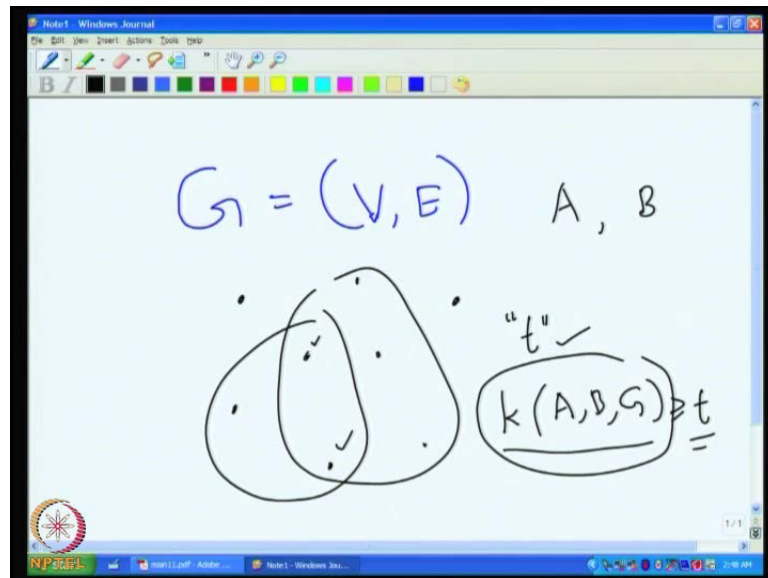 Note1 - Windows Journal
File Edit View Insert Actions Tools Help
B I
G = (V, E) A, B
"t" ✓
k(A,B,G) ≥ t
1/1
NPTEL
main11.pdf - Adobe ...
Note1 - Windows Jou...
2:48 AM